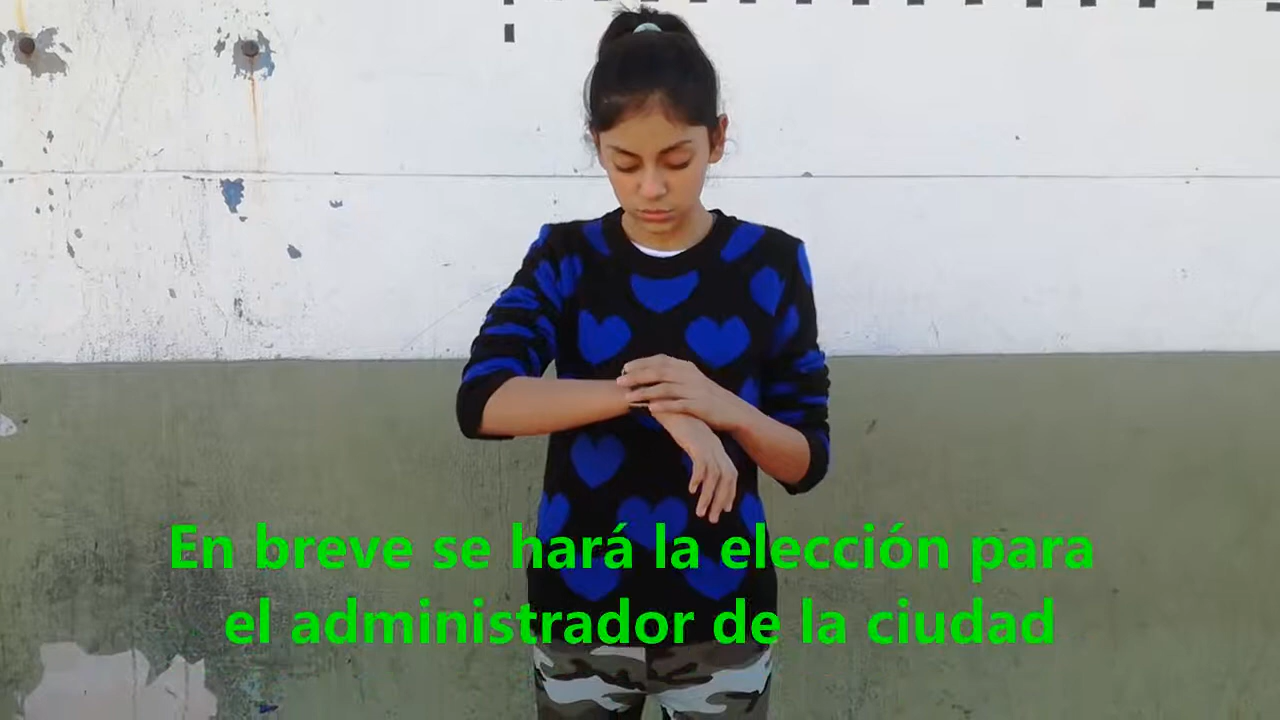 En breve se hará la elección para
el administrador de la ciudad